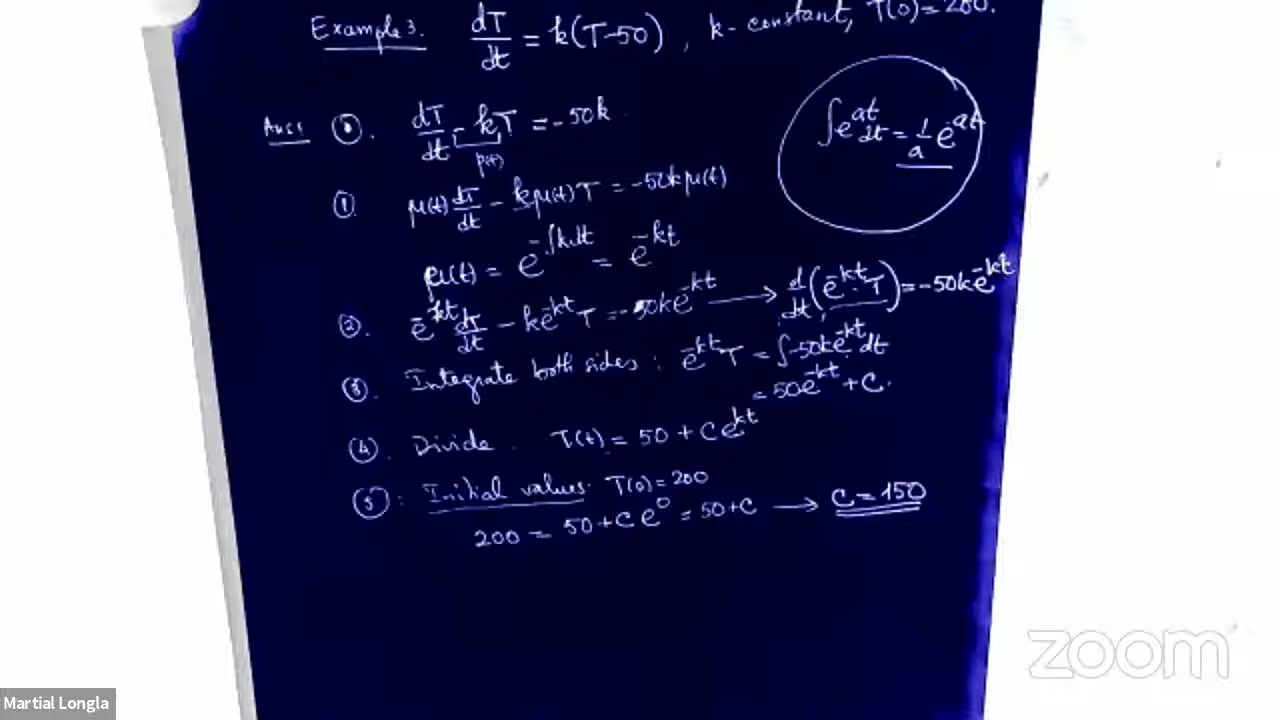 Example 3. dT/dt = k(T-50), k - constant, T(0) = 200.
Ans: ⓪. dT/dt - kT = -50k
p(t)
∫e^{at}dt = 1/a e^{at}
①. μ(t) dT/dt - kμ(t)T = -50kμ(t)
μ(t) = e^{-∫kdt} = e^{-kt}
②. e^{-kt} dT/dt - ke^{-kt}T = -50ke^{-kt} → d/dt(e^{-kt}·T) = -50ke^{-kt}
③. Integrate both sides: e^{-kt}T = ∫-50ke^{-kt}dt
= 50e^{-kt} + C.
④. Divide. T(t) = 50 + Ce^{kt}
⑤: Initial values. T(0) = 200
200 = 50 + Ce^0 = 50 + C → C = 150
zoom
Martial Longla